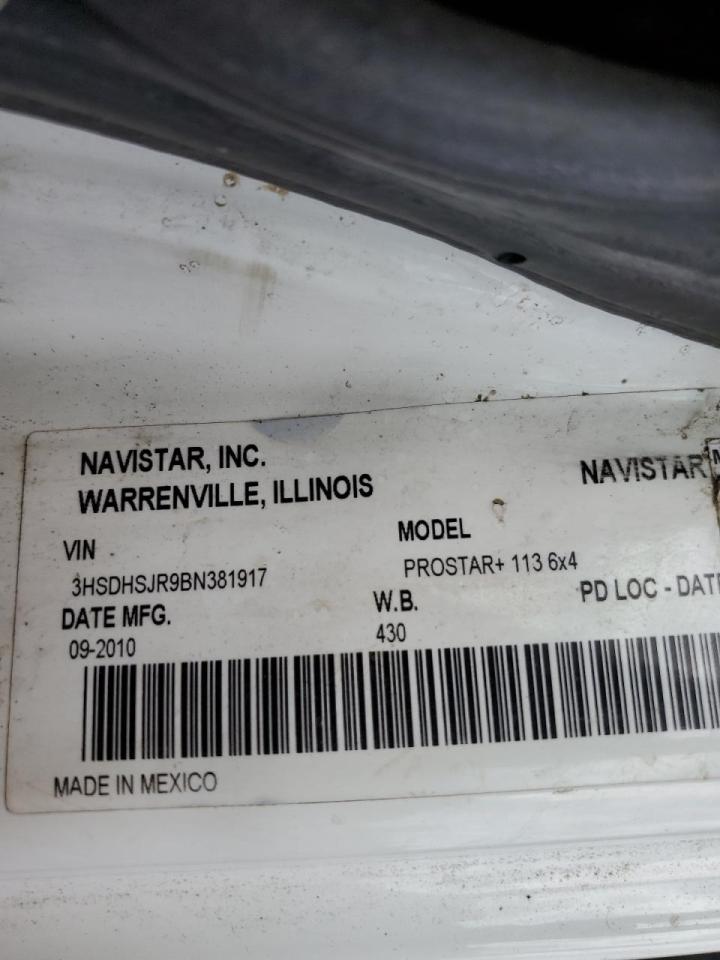 NAVISTAR, INC.
WARRENVILLE, ILLINOIS
NAVISTAR
VIN
MODEL
3HSDHSJR9BN381917
PROSTAR+ 113 6x4
DATE MFG.
W.B.
PD LOC - DATE
09-2010
430
MADE IN MEXICO